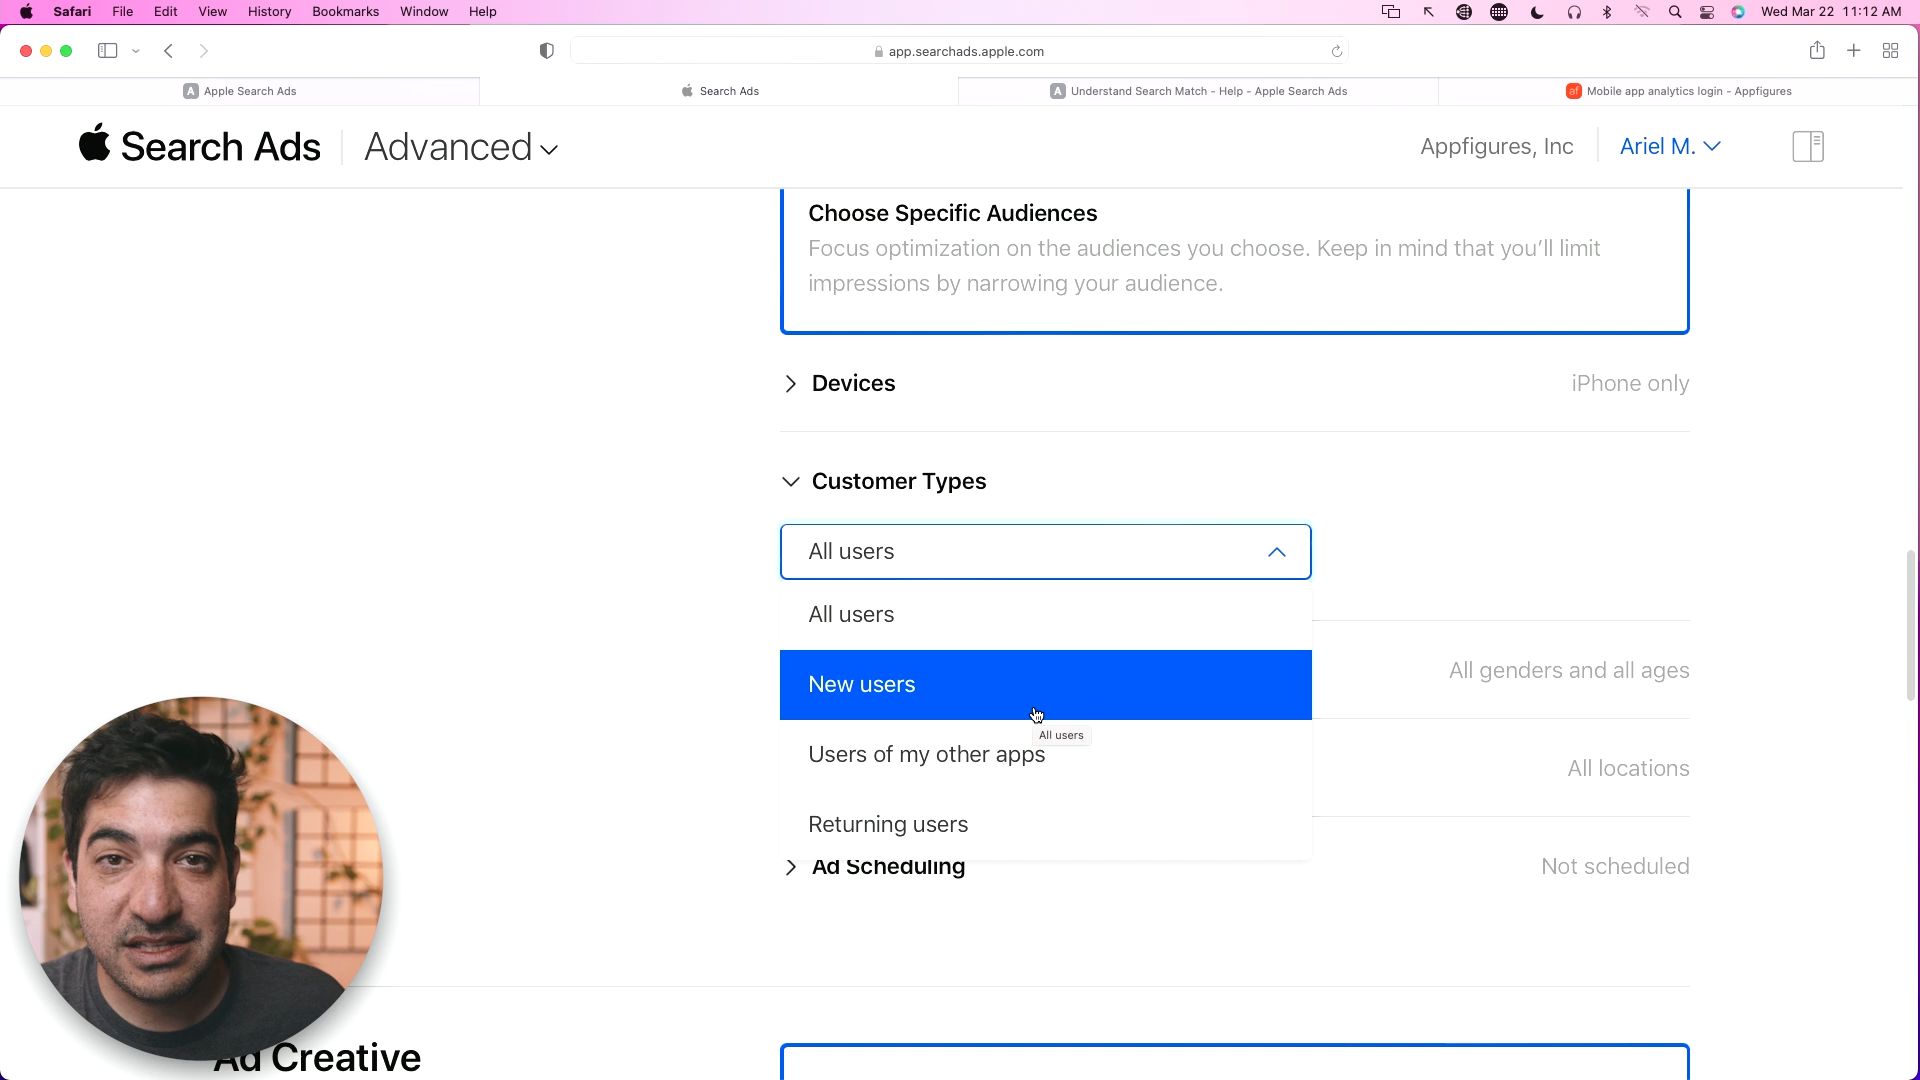 Safari File Edit View History Bookmarks Window Help Wed Mar 22 11:12 AM
app.searchads.apple.com
A Apple Search Ads
Search Ads
A Understand Search Match - Help - Apple Search Ads
af Mobile app analytics login - Appfigures
Search Ads Advanced
Appfigures, Inc Ariel M.
Choose Specific Audiences
Focus optimization on the audiences you choose. Keep in mind that you’ll limit
impressions by narrowing your audience.
Devices iPhone only
Customer Types
All users
All users
New users
All genders and all ages
All users
Users of my other apps
All locations
Returning users
Ad Scheduling Not scheduled
Ad Creative